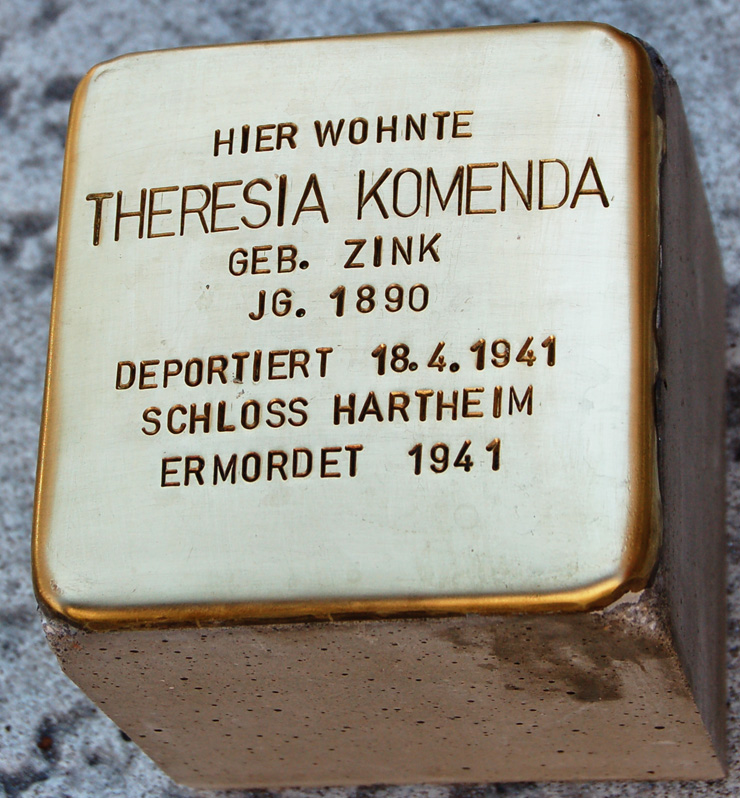 HIER WOHNTE
THERESIA KOMENDA
GEB. ZINK
JG. 1890
DEPORTIERT 18.4.1941
SCHLOSS HARTHEIM
ERMORDET 1941